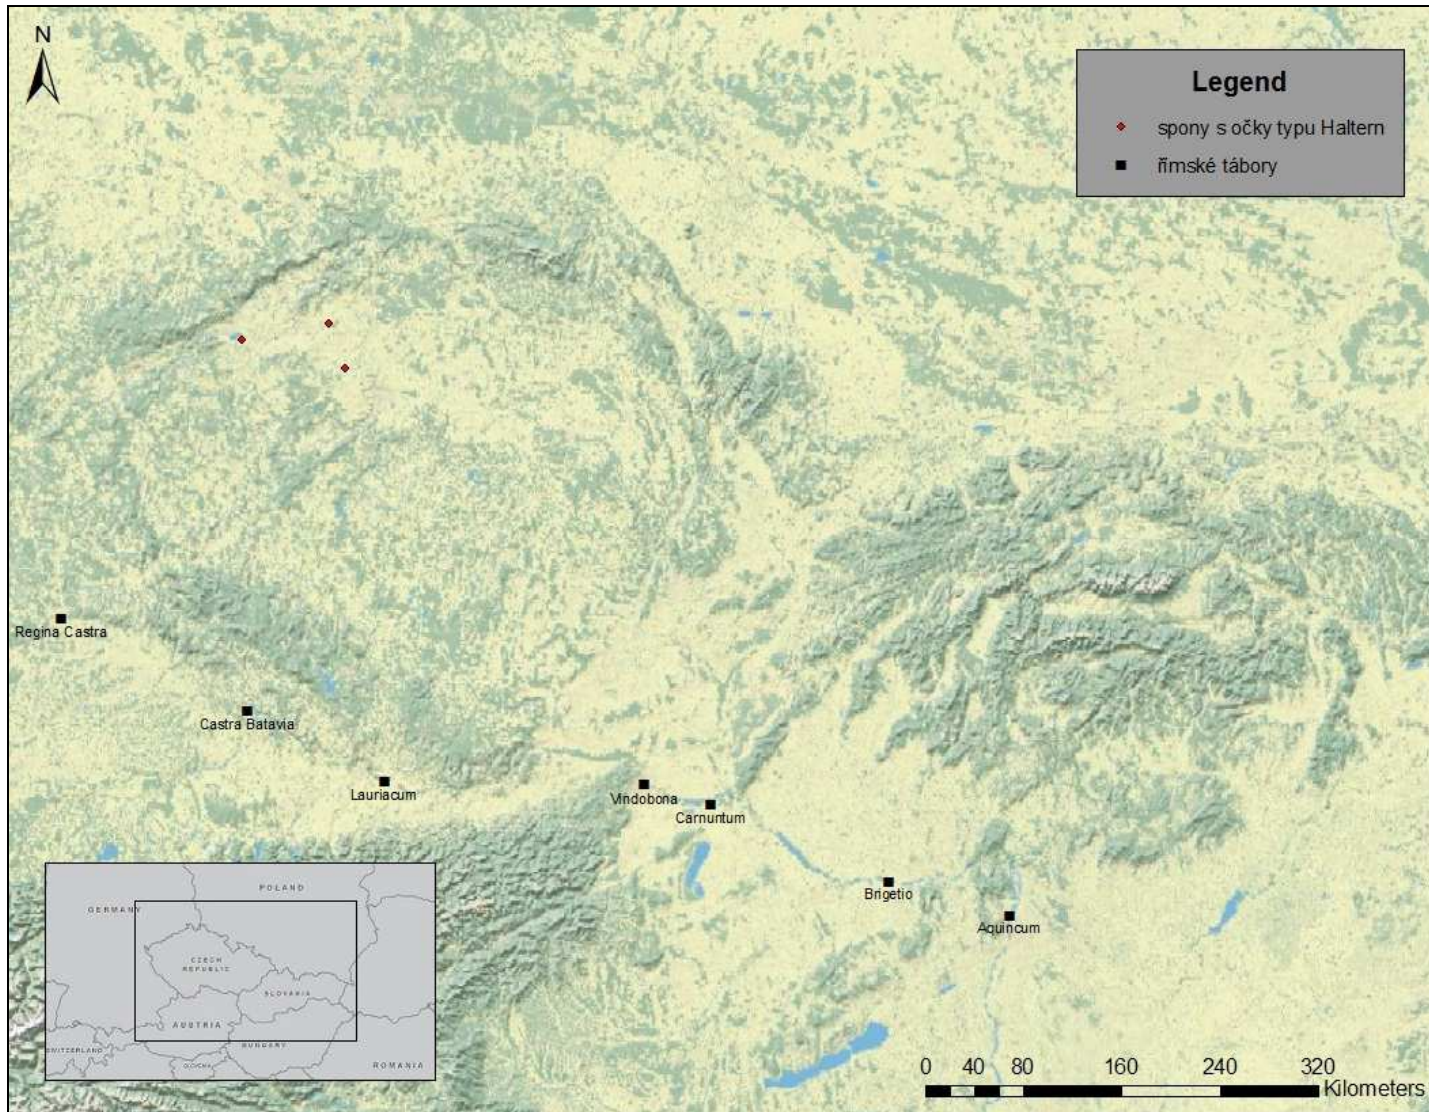 N
Legend
spony s očky typu Haltern
římské tábory
Regina Castra
Castra Batavia
Lauriacum
Vindobona
Carnuntum
Brigetio
Aquincum
POLAND
GERMANY
CZECH
REPUBLIC
SLOVAKIA
AUSTRIA
HUNGARY
SWITZERLAND
ROMANIA
0 40 80 160 240 320
Kilometers